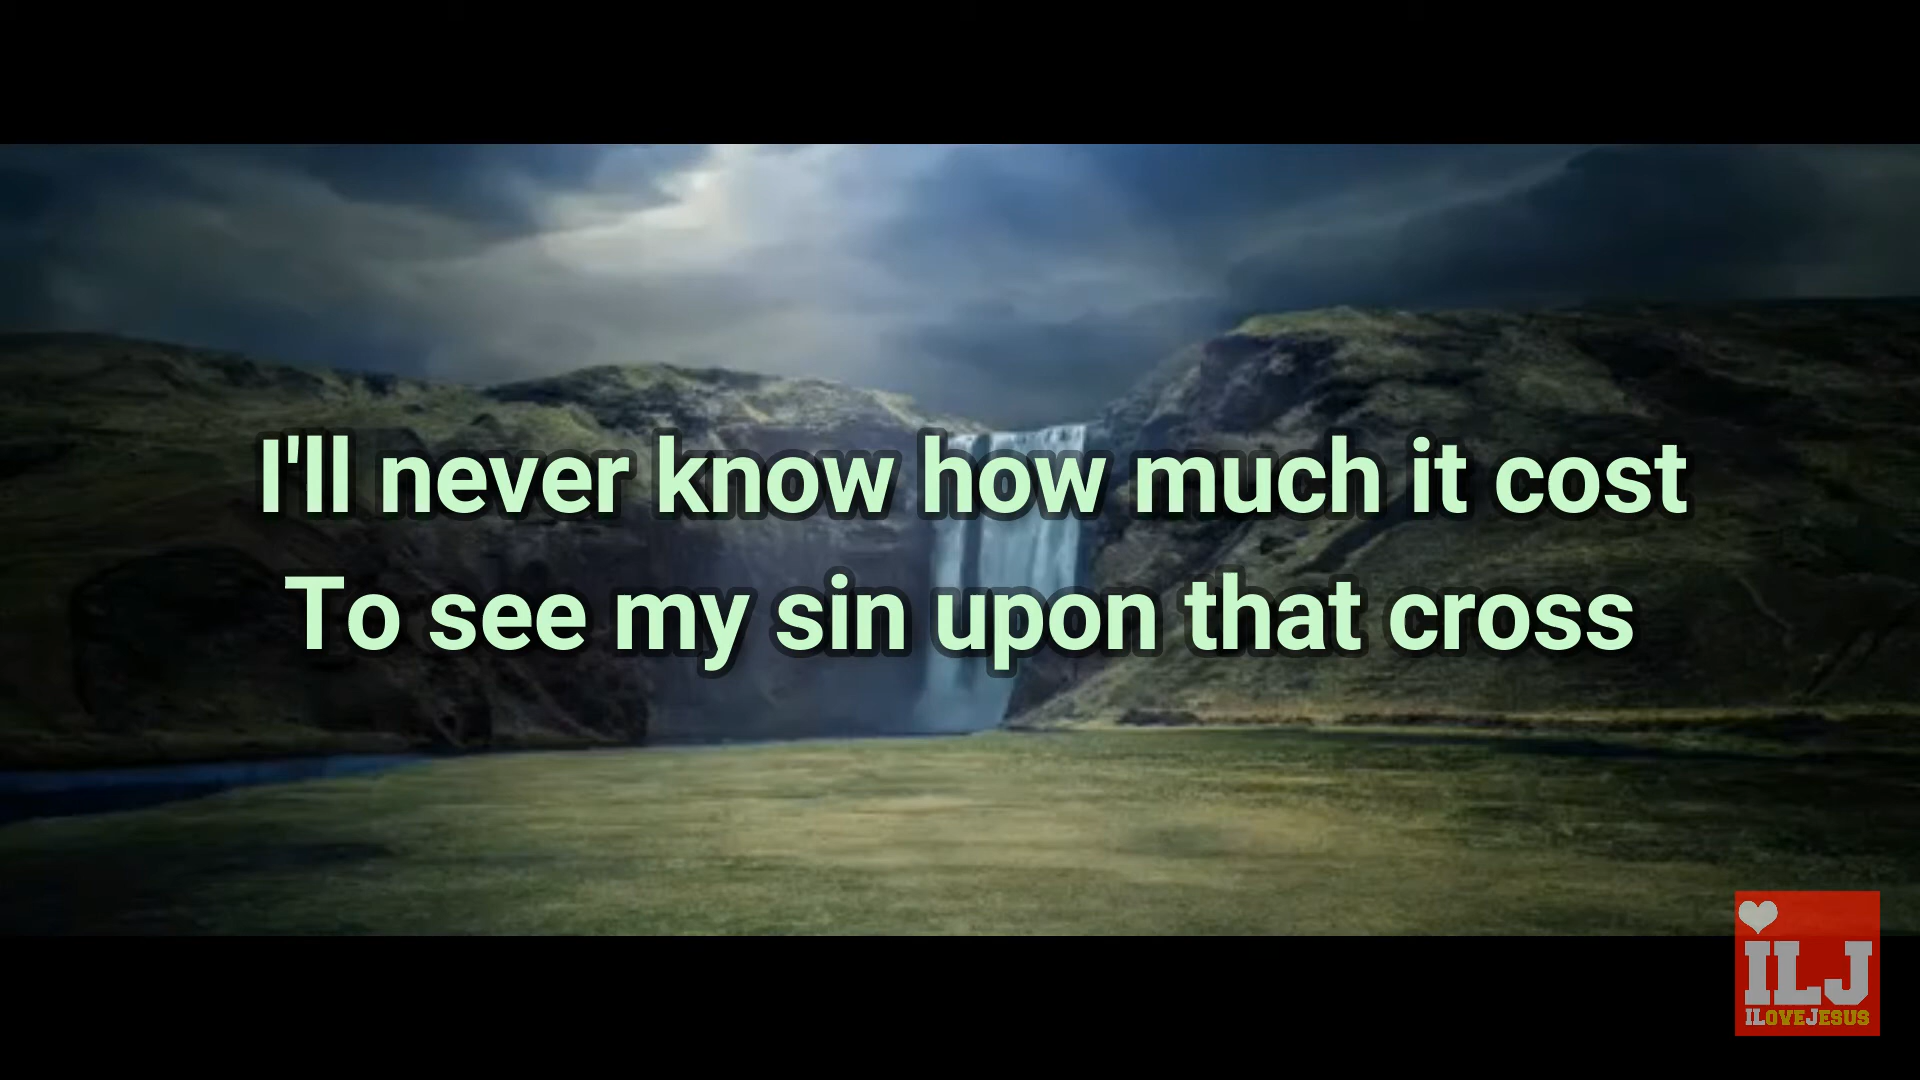 I'll never know how much it cost
To see my sin upon that cross
ILJ
ILOVEJESUS